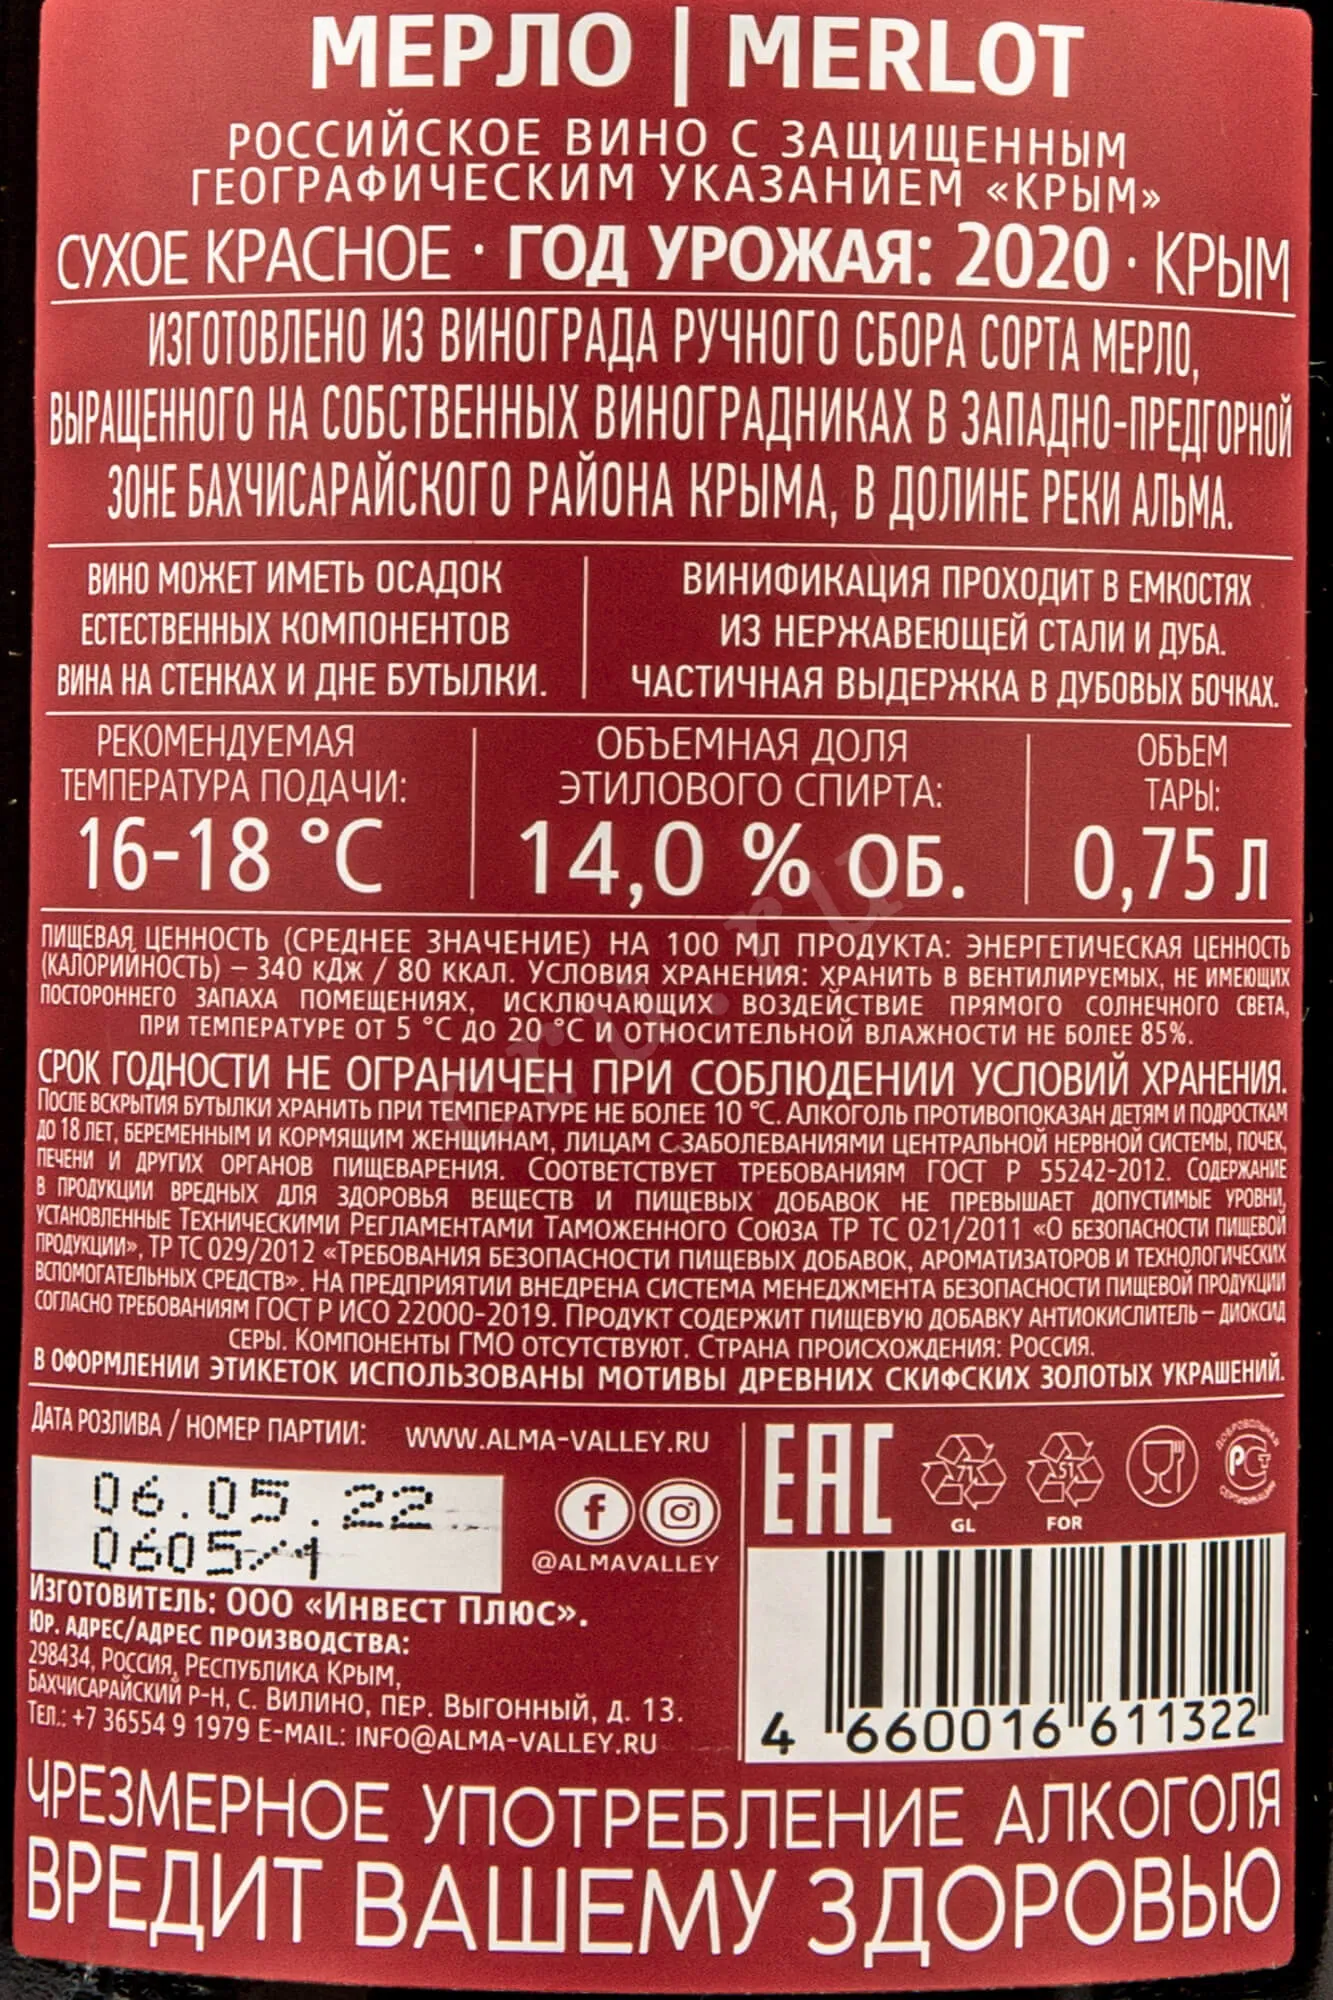 МЕРЛО | MERLOT
РОССИЙСКОЕ ВИНО С ЗАЩИЩЕННЫМ
ГЕОГРАФИЧЕСКИМ УКАЗАНИЕМ «КРЫМ»
СУХОЕ КРАСНОЕ · ГОД УРОЖАЯ: 2020 · КРЫМ
ИЗГОТОВЛЕНО ИЗ ВИНОГРАДА РУЧНОГО СБОРА СОРТА МЕРЛО,
ВЫРАЩЕННОГО НА СОБСТВЕННЫХ ВИНОГРАДНИКАХ В ЗАПАДНО-ПРЕДГОРНОЙ
ЗОНЕ БАХЧИСАРАЙСКОГО РАЙОНА КРЫМА, В ДОЛИНЕ РЕКИ АЛЬМА.
ВИНО МОЖЕТ ИМЕТЬ ОСАДОК
ЕСТЕСТВЕННЫХ КОМПОНЕНТОВ
ВИНА НА СТЕНКАХ И ДНЕ БУТЫЛКИ.
ВИНИФИКАЦИЯ ПРОХОДИТ В ЕМКОСТЯХ
ИЗ НЕРЖАВЕЮЩЕЙ СТАЛИ И ДУБА.
ЧАСТИЧНАЯ ВЫДЕРЖКА В ДУБОВЫХ БОЧКАХ.
РЕКОМЕНДУЕМАЯ
ТЕМПЕРАТУРА ПОДАЧИ:
16-18 °C
ОБЪЕМНАЯ ДОЛЯ
ЭТИЛОВОГО СПИРТА:
14,0 % ОБ.
ОБЪЕМ
ТАРЫ:
0,75 Л
ПИЩЕВАЯ ЦЕННОСТЬ (СРЕДНЕЕ ЗНАЧЕНИЕ) НА 100 МЛ ПРОДУКТА: ЭНЕРГЕТИЧЕСКАЯ ЦЕННОСТЬ
(КАЛОРИЙНОСТЬ) – 340 КДЖ / 80 ККАЛ. УСЛОВИЯ ХРАНЕНИЯ: ХРАНИТЬ В ВЕНТИЛИРУЕМЫХ, НЕ ИМЕЮЩИХ
ПОСТОРОННЕГО ЗАПАХА ПОМЕЩЕНИЯХ, ИСКЛЮЧАЮЩИХ ВОЗДЕЙСТВИЕ ПРЯМОГО СОЛНЕЧНОГО СВЕТА,
ПРИ ТЕМПЕРАТУРЕ ОТ 5 °C ДО 20 °C И ОТНОСИТЕЛЬНОЙ ВЛАЖНОСТИ НЕ БОЛЕЕ 85%.
СРОК ГОДНОСТИ НЕ ОГРАНИЧЕН ПРИ СОБЛЮДЕНИИ УСЛОВИЙ ХРАНЕНИЯ.
ПОСЛЕ ВСКРЫТИЯ БУТЫЛКИ ХРАНИТЬ ПРИ ТЕМПЕРАТУРЕ НЕ БОЛЕЕ 10 °C. АЛКОГОЛЬ ПРОТИВОПОКАЗАН ДЕТЯМ И ПОДРОСТКАМ
ДО 18 ЛЕТ, БЕРЕМЕННЫМ И КОРМЯЩИМ ЖЕНЩИНАМ, ЛИЦАМ С ЗАБОЛЕВАНИЯМИ ЦЕНТРАЛЬНОЙ НЕРВНОЙ СИСТЕМЫ, ПОЧЕК,
ПЕЧЕНИ И ДРУГИХ ОРГАНОВ ПИЩЕВАРЕНИЯ. СООТВЕТСТВУЕТ ТРЕБОВАНИЯМ ГОСТ Р 55242-2012. СОДЕРЖАНИЕ
В ПРОДУКЦИИ ВРЕДНЫХ ДЛЯ ЗДОРОВЬЯ ВЕЩЕСТВ И ПИЩЕВЫХ ДОБАВОК НЕ ПРЕВЫШАЕТ ДОПУСТИМЫЕ УРОВНИ,
УСТАНОВЛЕННЫЕ ТЕХНИЧЕСКИМИ РЕГЛАМЕНТАМИ ТАМОЖЕННОГО СОЮЗА ТР ТС 021/2011 «О БЕЗОПАСНОСТИ ПИЩЕВОЙ
ПРОДУКЦИИ», ТР ТС 029/2012 «ТРЕБОВАНИЯ БЕЗОПАСНОСТИ ПИЩЕВЫХ ДОБАВОК, АРОМАТИЗАТОРОВ И ТЕХНОЛОГИЧЕСКИХ
ВСПОМОГАТЕЛЬНЫХ СРЕДСТВ». НА ПРЕДПРИЯТИИ ВНЕДРЕНА СИСТЕМА МЕНЕДЖМЕНТА БЕЗОПАСНОСТИ ПИЩЕВОЙ ПРОДУКЦИИ
СОГЛАСНО ТРЕБОВАНИЯМ ГОСТ Р ИСО 22000-2019. ПРОДУКТ СОДЕРЖИТ ПИЩЕВУЮ ДОБАВКУ АНТИОКИСЛИТЕЛЬ – ДИОКСИД
СЕРЫ. КОМПОНЕНТЫ ГМО ОТСУТСТВУЮТ. СТРАНА ПРОИСХОЖДЕНИЯ: РОССИЯ.
В ОФОРМЛЕНИИ ЭТИКЕТОК ИСПОЛЬЗОВАНЫ МОТИВЫ ДРЕВНИХ СКИФСКИХ ЗОЛОТЫХ УКРАШЕНИЙ.
ДАТА РОЗЛИВА / НОМЕР ПАРТИИ:
WWW.ALMA-VALLEY.RU
06.05.22
0605/1
@ALMAVALLEY
EAC
71
GL
51
FOR
ДОБРОВОЛЬНАЯ
РСТ
СЕРТИФИКАЦИЯ
ИЗГОТОВИТЕЛЬ: ООО «ИНВЕСТ ПЛЮС».
ЮР. АДРЕС/АДРЕС ПРОИЗВОДСТВА:
298434, РОССИЯ, РЕСПУБЛИКА КРЫМ,
БАХЧИСАРАЙСКИЙ Р-Н, С. ВИЛИНО, ПЕР. ВЫГОННЫЙ, Д. 13.
ТЕЛ.: +7 36554 9 1979 E-MAIL: INFO@ALMA-VALLEY.RU
4 660016 611322
ЧРЕЗМЕРНОЕ УПОТРЕБЛЕНИЕ АЛКОГОЛЯ
ВРЕДИТ ВАШЕМУ ЗДОРОВЬЮ
cru.ru